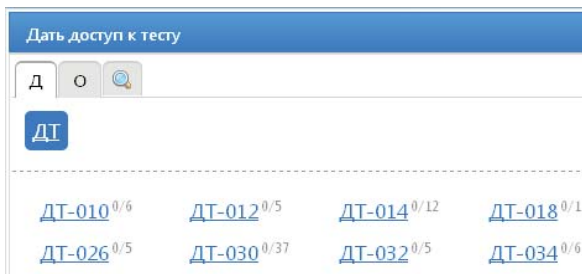 Дать доступ к тесту
Д О
ДТ
ДТ-010 0/6 ДТ-012 0/5 ДТ-014 0/12 ДТ-018
ДТ-026 0/5 ДТ-030 0/37 ДТ-032 0/5 ДТ-034 0/6